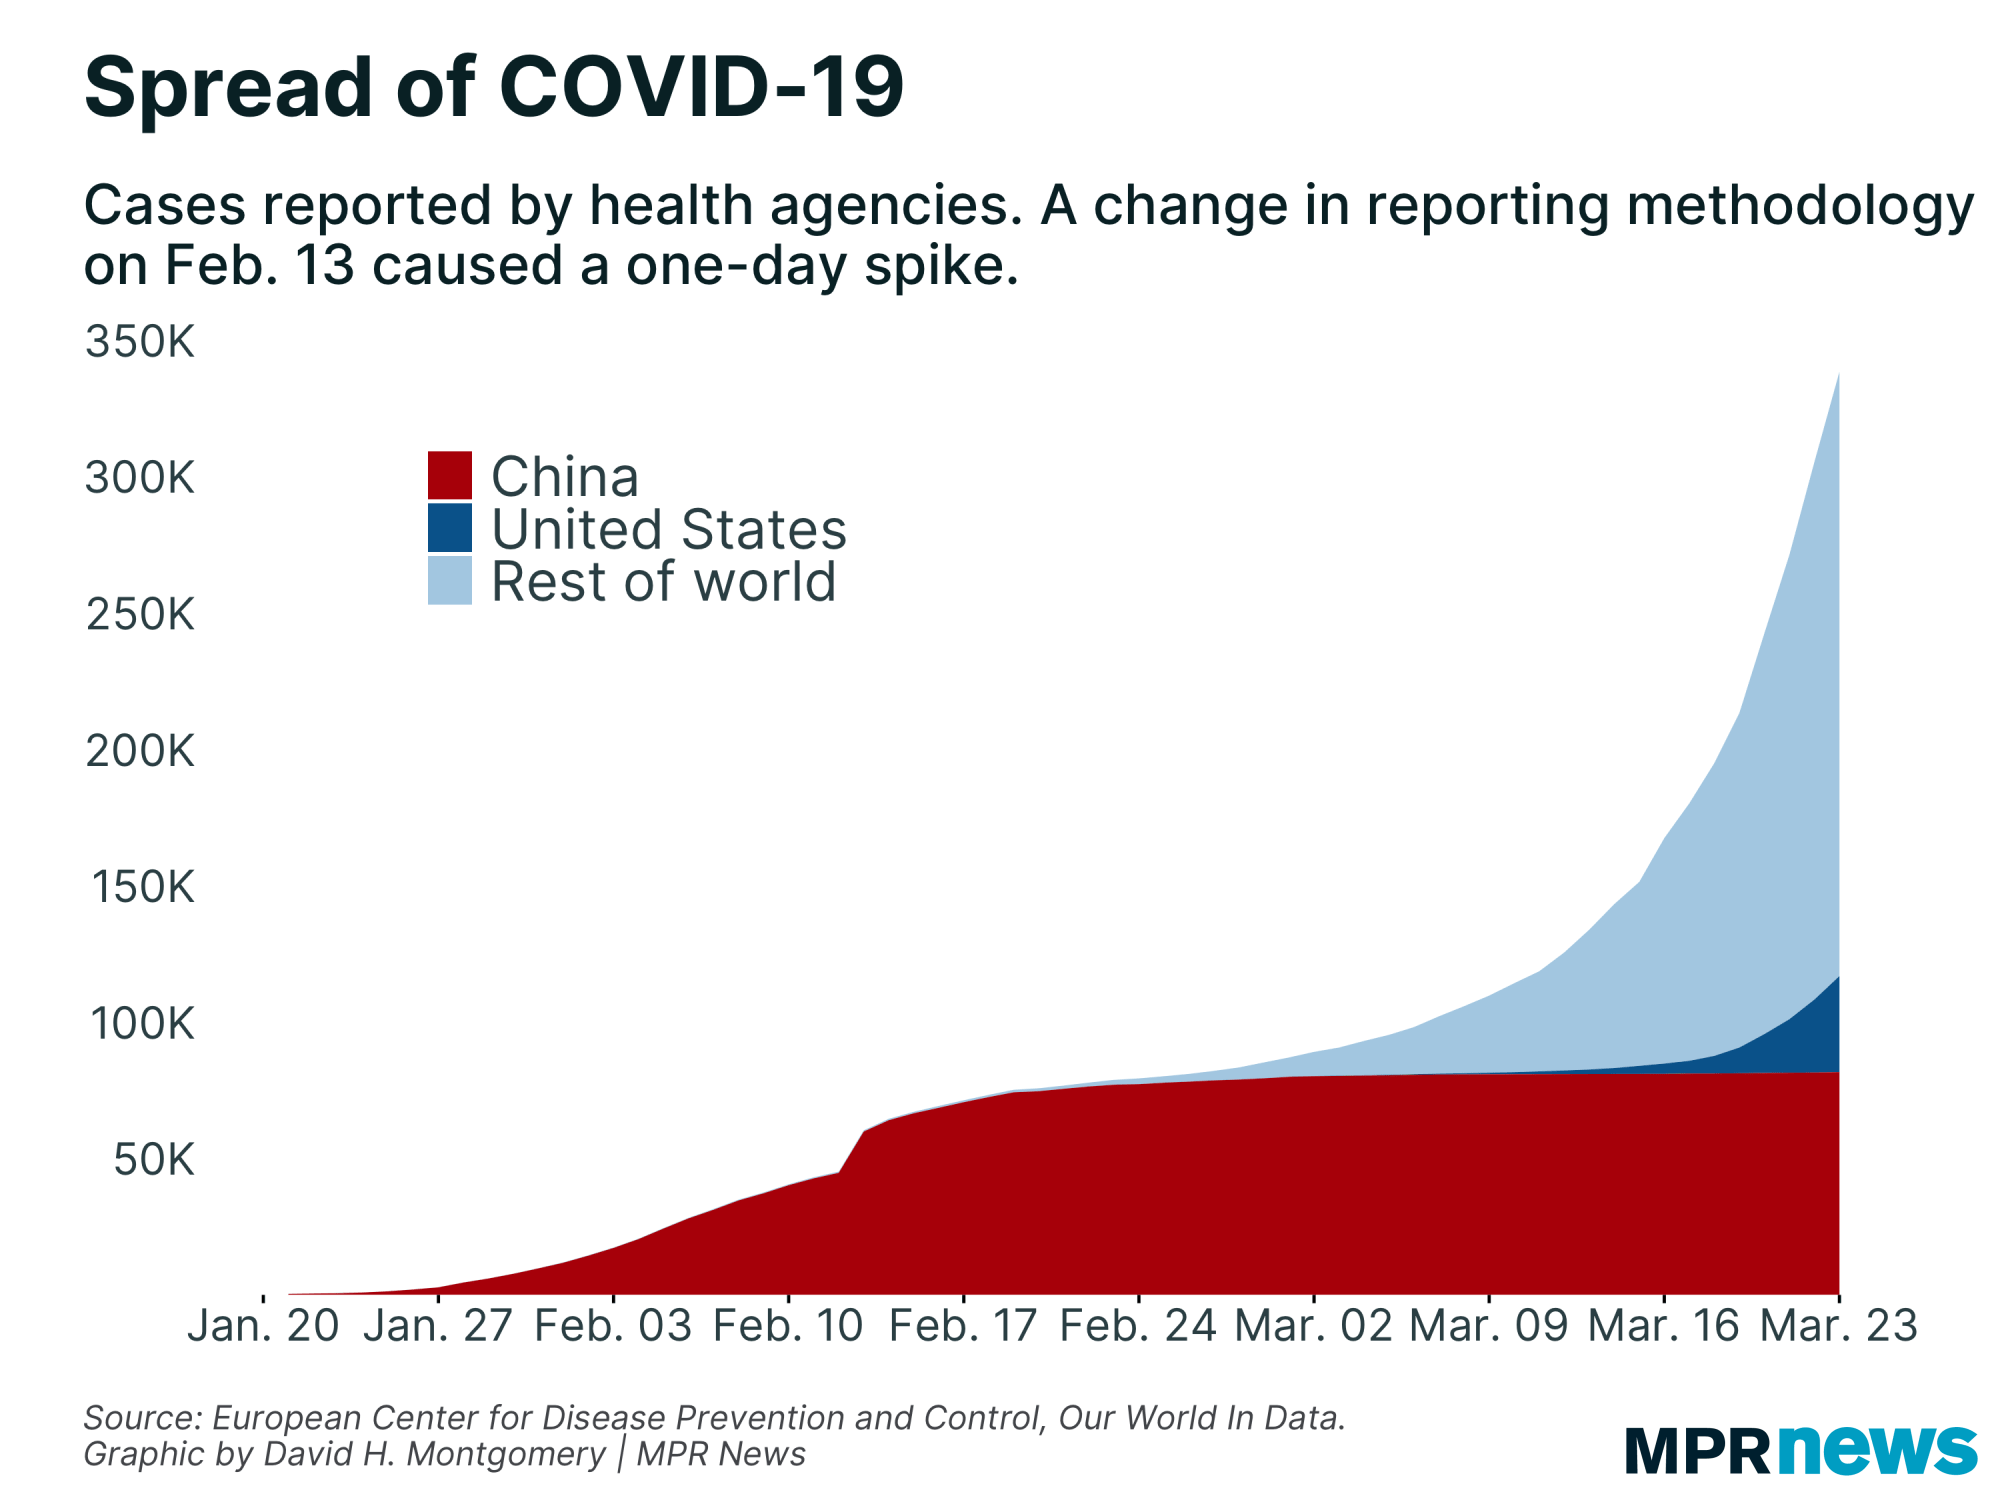 Spread of COVID-19
Cases reported by health agencies. A change in reporting methodology
on Feb. 13 caused a one-day spike.
350K
300K
250K
200K
150K
100K
50K
China
United States
Rest of world
Jan. 20 Jan. 27 Feb. 03 Feb. 10 Feb. 17 Feb. 24 Mar. 02 Mar. 09 Mar. 16 Mar. 23
Source: European Center for Disease Prevention and Control, Our World In Data.
Graphic by David H. Montgomery | MPR News
MPRnews